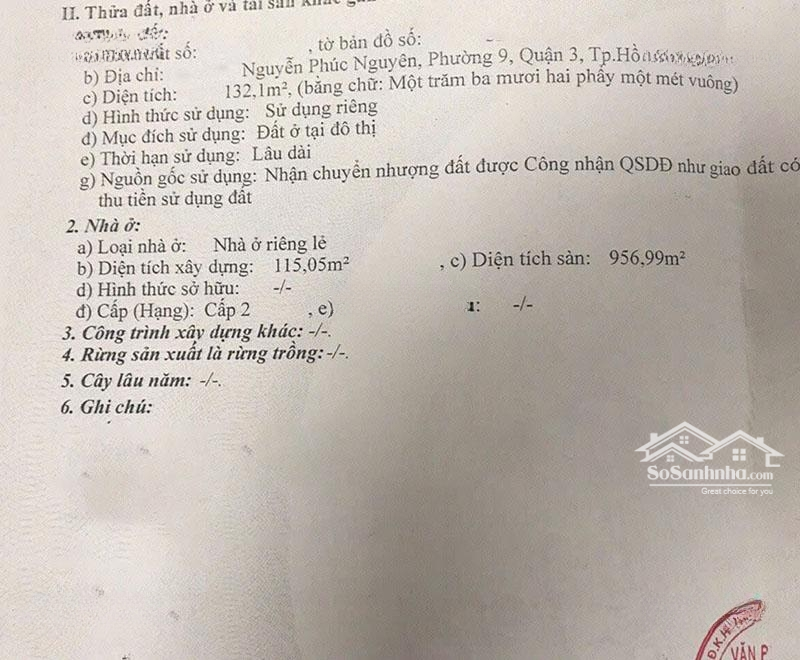 II. Thửa đất, nhà ở và tài sản khác
số: , tờ bản đồ số:
b) Địa chỉ: Nguyễn Phúc Nguyên, Phường 9, Quận 3, Tp.Hồ
c) Diện tích: 132,1m², (bằng chữ: Một trăm ba mươi hai phẩy một mét vuông)
d) Hình thức sử dụng: Sử dụng riêng
đ) Mục đích sử dụng: Đất ở tại đô thị
e) Thời hạn sử dụng: Lâu dài
g) Nguồn gốc sử dụng: Nhận chuyển nhượng đất được Công nhận QSDĐ như giao đất có
thu tiền sử dụng đất
2. Nhà ở:
a) Loại nhà ở: Nhà ở riêng lẻ
b) Diện tích xây dựng: 115,05m² , c) Diện tích sàn: 956,99m²
d) Hình thức sở hữu: -/-
đ) Cấp (Hạng): Cấp 2 , e) : -/-
3. Công trình xây dựng khác: -/-.
4. Rừng sản xuất là rừng trồng: -/-.
5. Cây lâu năm: -/-.
6. Ghi chú:
SoSanhnha.com
Great choice for you
Đ.K.H
VĂN P